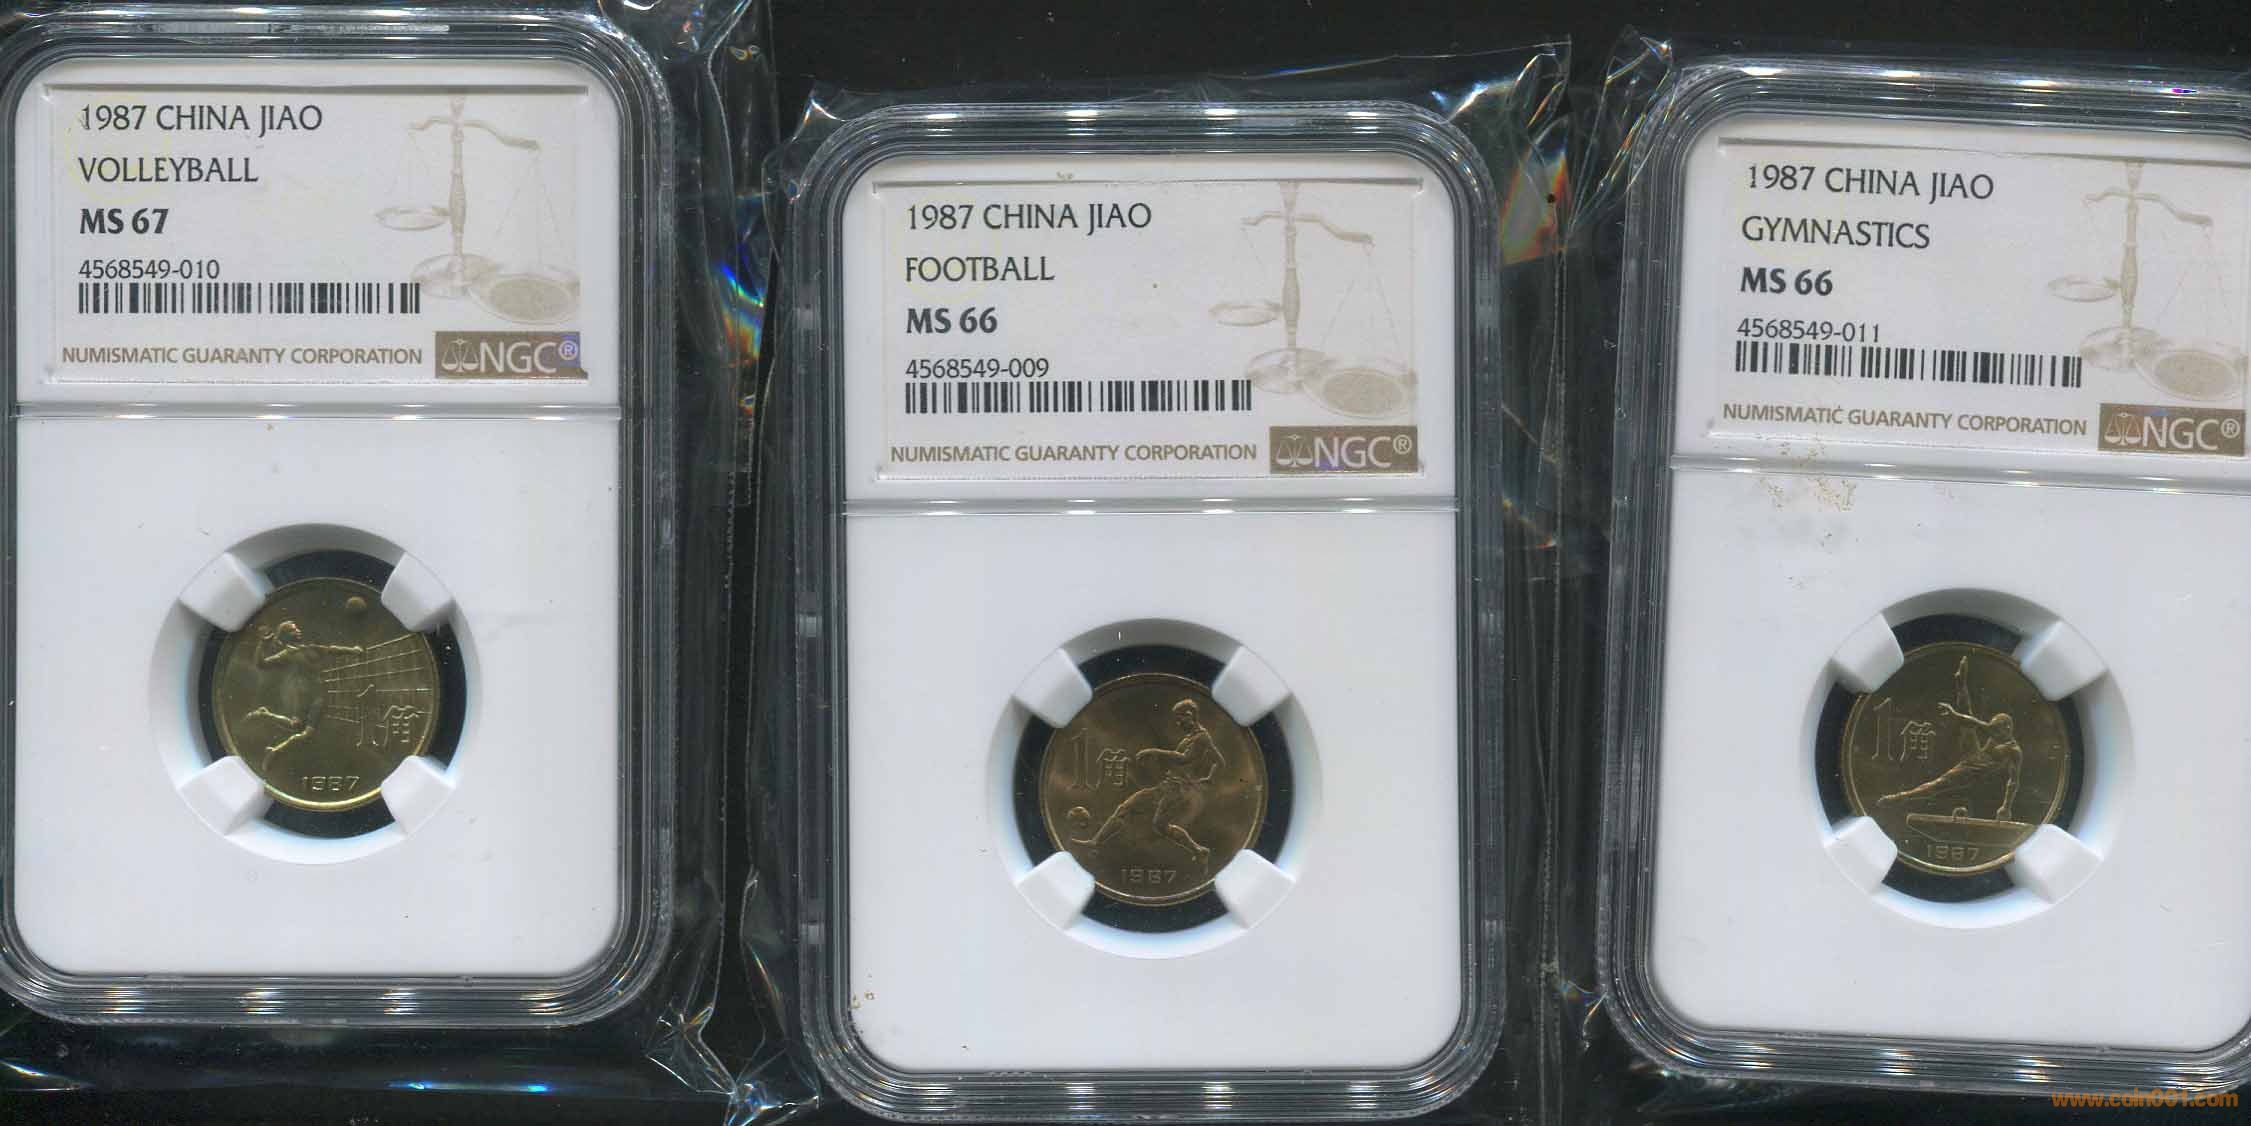 1987 CHINA JIAO
VOLLEYBALL
MS 67
4568549-010
NUMISMATIC GUARANTY CORPORATION NGC®
1角
1987
1987 CHINA JIAO
FOOTBALL
MS 66
4568549-009
NUMISMATIC GUARANTY CORPORATION NGC®
1角
1987
1987 CHINA JIAO
GYMNASTICS
MS 66
4568549-011
NUMISMATIC GUARANTY CORPORATION NGC®
1角
1987
www.coin001.com